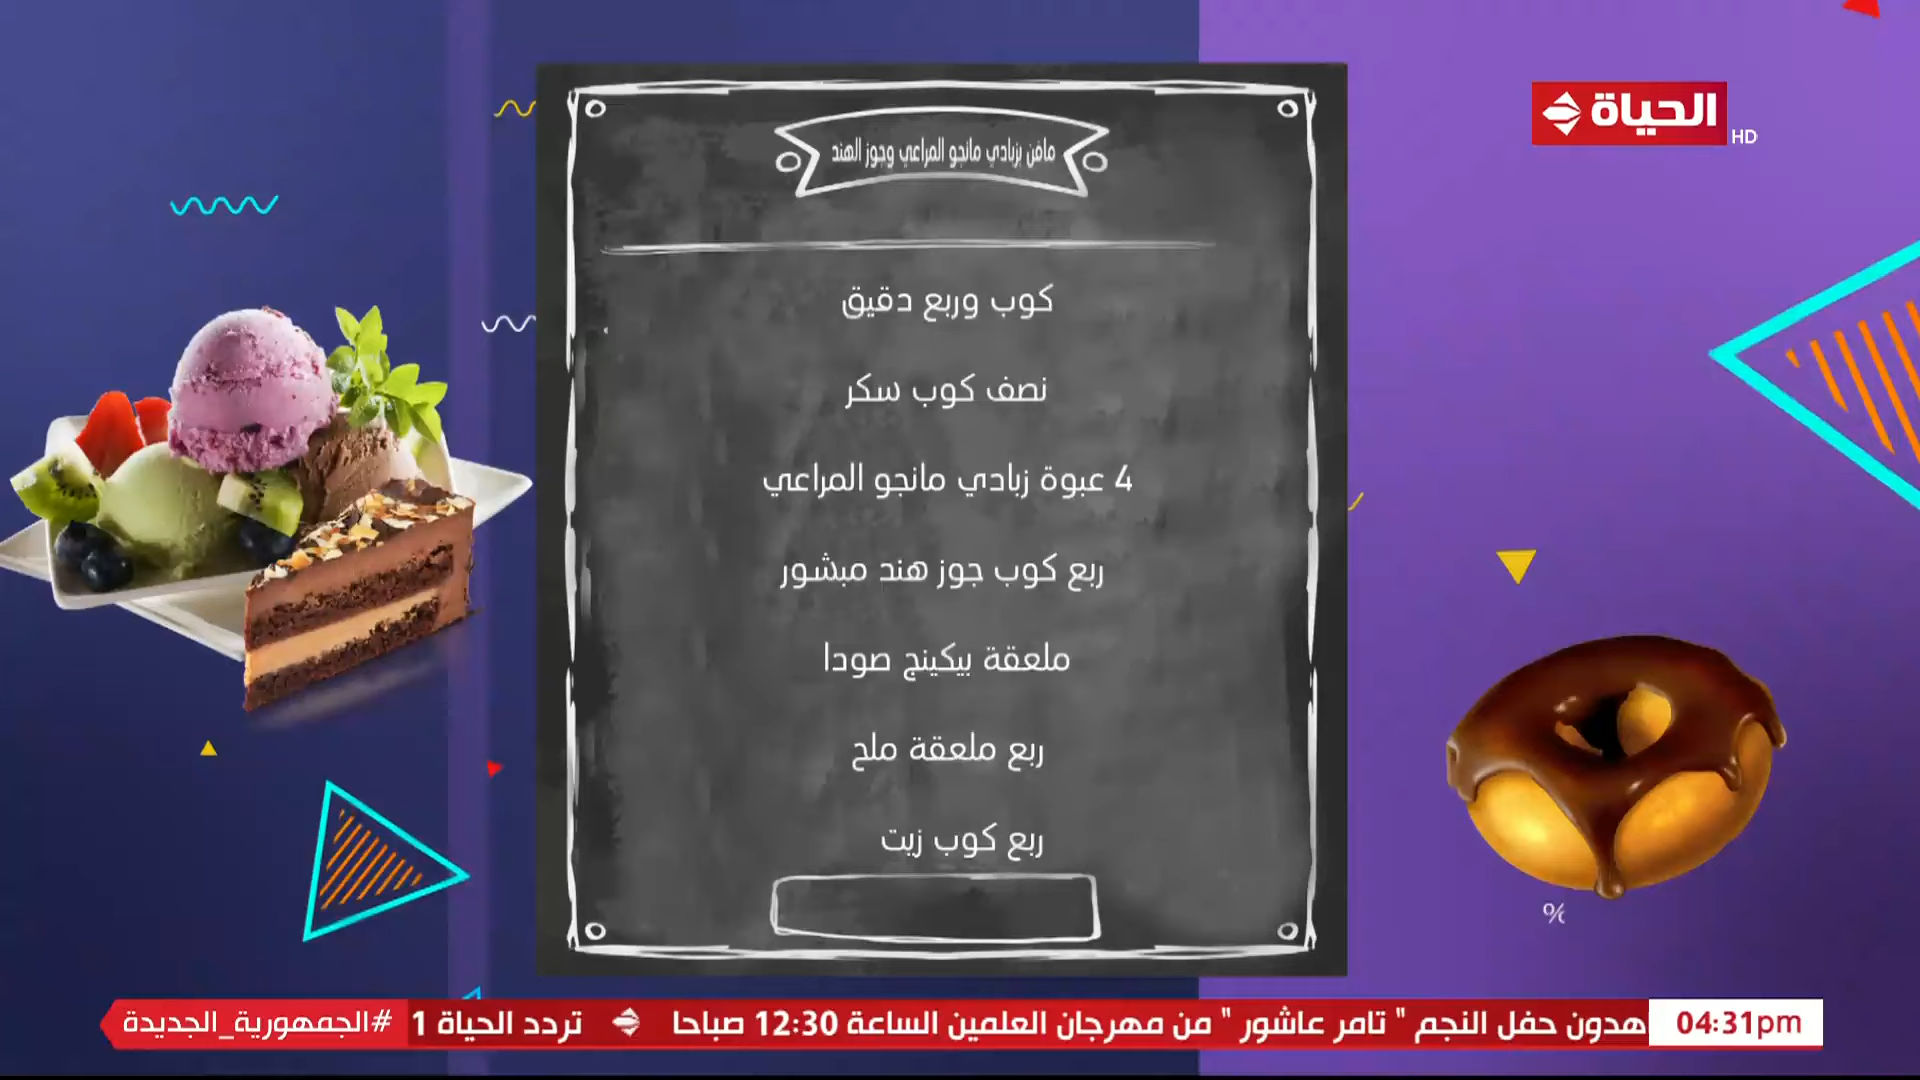 الحياة
HD
مافن بزبادي مانجو المراعي وجوز الهند
كوب وربع دقيق
نصف كوب سكر
4 عبوة زبادي مانجو المراعي
ربع كوب جوز هند مبشور
ملعقة بيكينج صودا
ربع ملعقة ملح
ربع كوب زيت
%
04:31pm
هدون حفل النجم " تامر عاشور " من مهرجان العلمين الساعة 12:30 صباحا
تردد الحياة 1
#الجمهورية_الجديدة